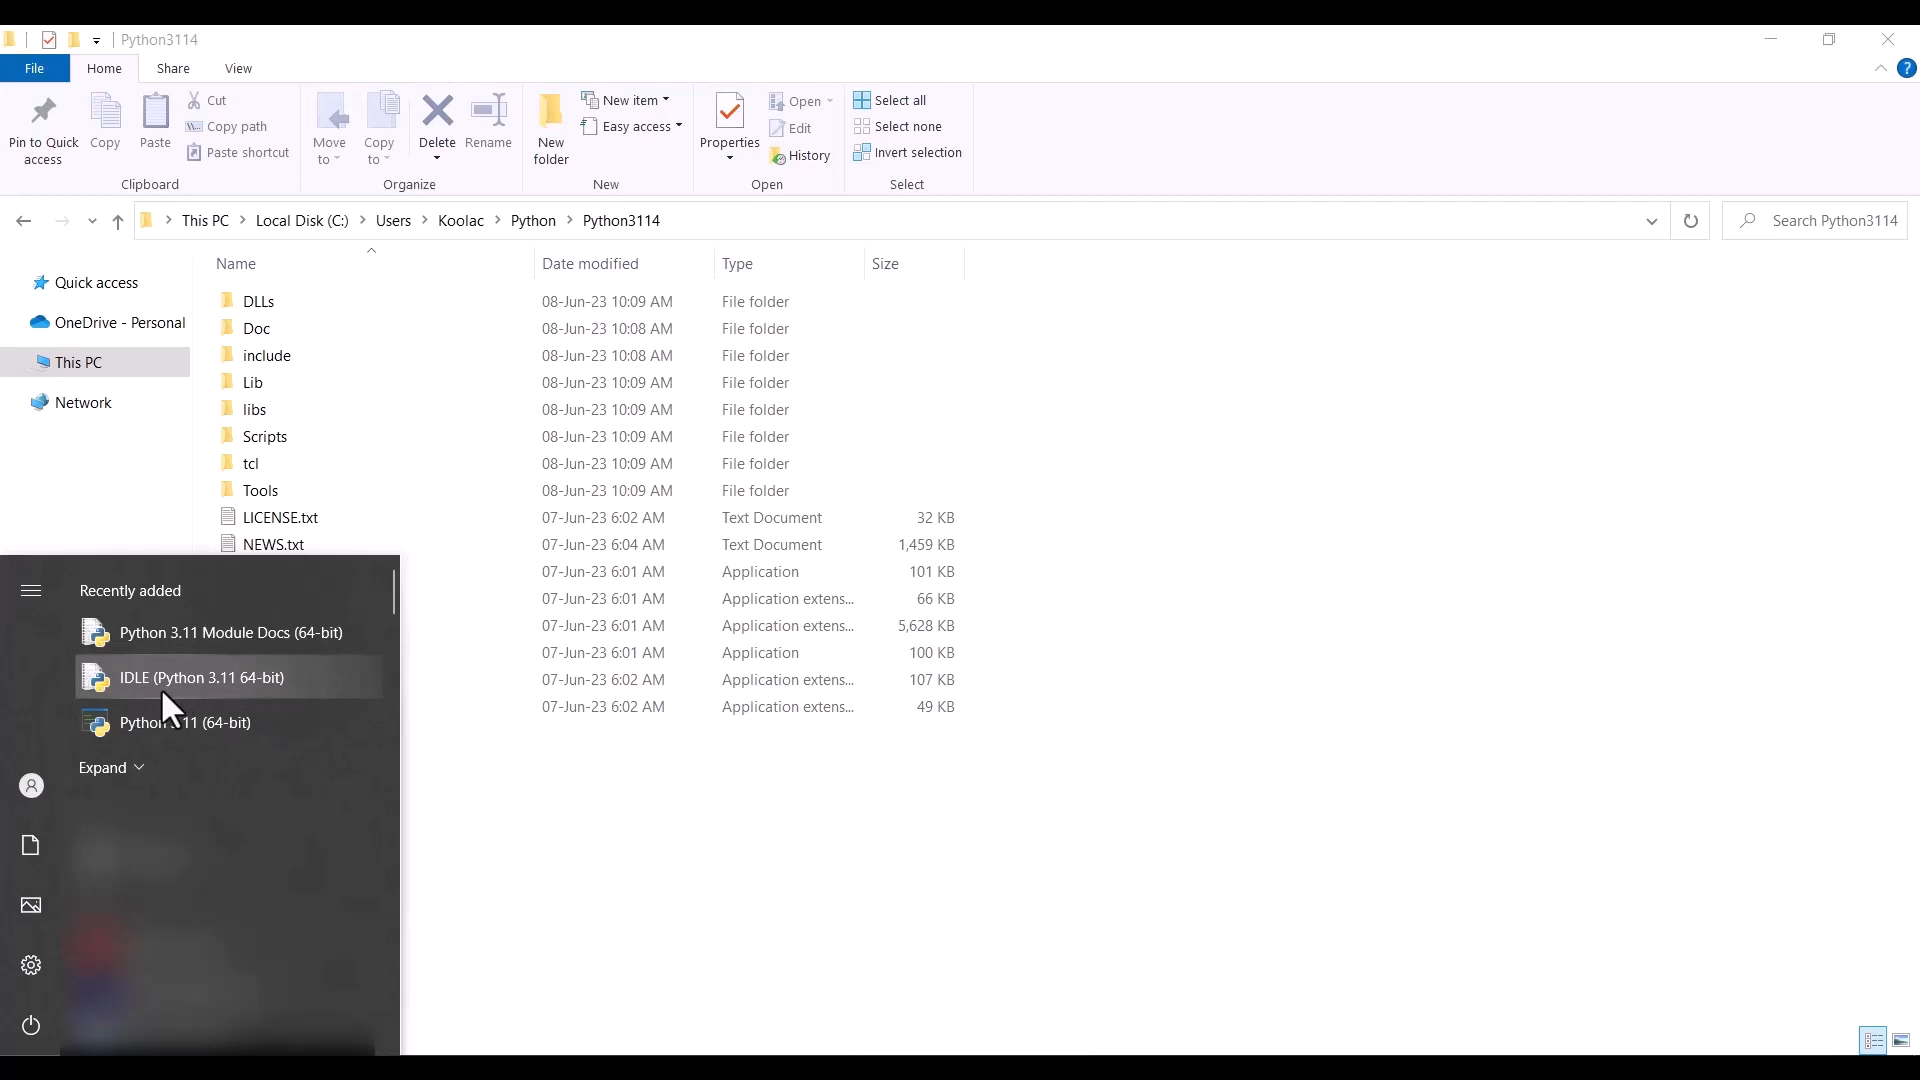 Python3114
File Home Share View
Pin to Quick access
Copy
Paste
Cut
Copy path
Paste shortcut
Clipboard
Move to
Copy to
Delete
Rename
Organize
New folder
New item
Easy access
New
Properties
Open
Edit
History
Open
Select all
Select none
Invert selection
Select
This PC Local Disk (C:) Users Koolac Python Python3114
Search Python3114
Quick access
OneDrive - Personal
This PC
Network
Name Date modified Type Size
DLLs 08-Jun-23 10:09 AM File folder
Doc 08-Jun-23 10:08 AM File folder
include 08-Jun-23 10:08 AM File folder
Lib 08-Jun-23 10:09 AM File folder
libs 08-Jun-23 10:09 AM File folder
Scripts 08-Jun-23 10:09 AM File folder
tcl 08-Jun-23 10:09 AM File folder
Tools 08-Jun-23 10:09 AM File folder
LICENSE.txt 07-Jun-23 6:02 AM Text Document 32 KB
NEWS.txt 07-Jun-23 6:04 AM Text Document 1,459 KB
07-Jun-23 6:01 AM Application 101 KB
07-Jun-23 6:01 AM Application extens... 66 KB
07-Jun-23 6:01 AM Application extens... 5,628 KB
07-Jun-23 6:01 AM Application 100 KB
07-Jun-23 6:02 AM Application extens... 107 KB
07-Jun-23 6:02 AM Application extens... 49 KB
Recently added
Python 3.11 Module Docs (64-bit)
IDLE (Python 3.11 64-bit)
Python 3.11 (64-bit)
Expand